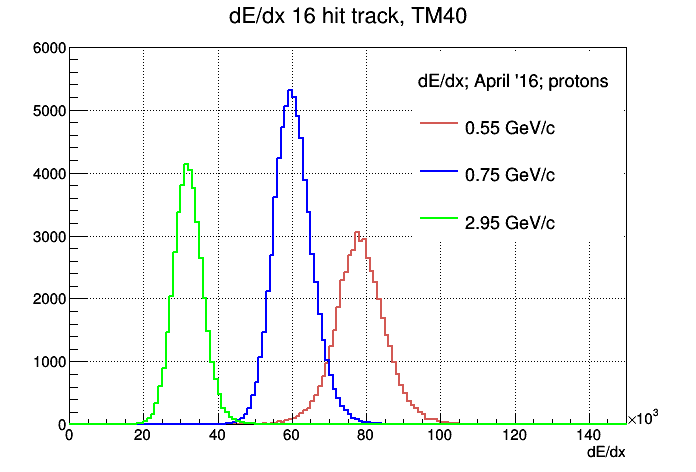 dE/dx 16 hit track, TM40
dE/dx; April '16; protons
0.55 GeV/c
0.75 GeV/c
2.95 GeV/c
6000
5000
4000
3000
2000
1000
0
0 20 40 60 80 100 120 140
×10³
dE/dx